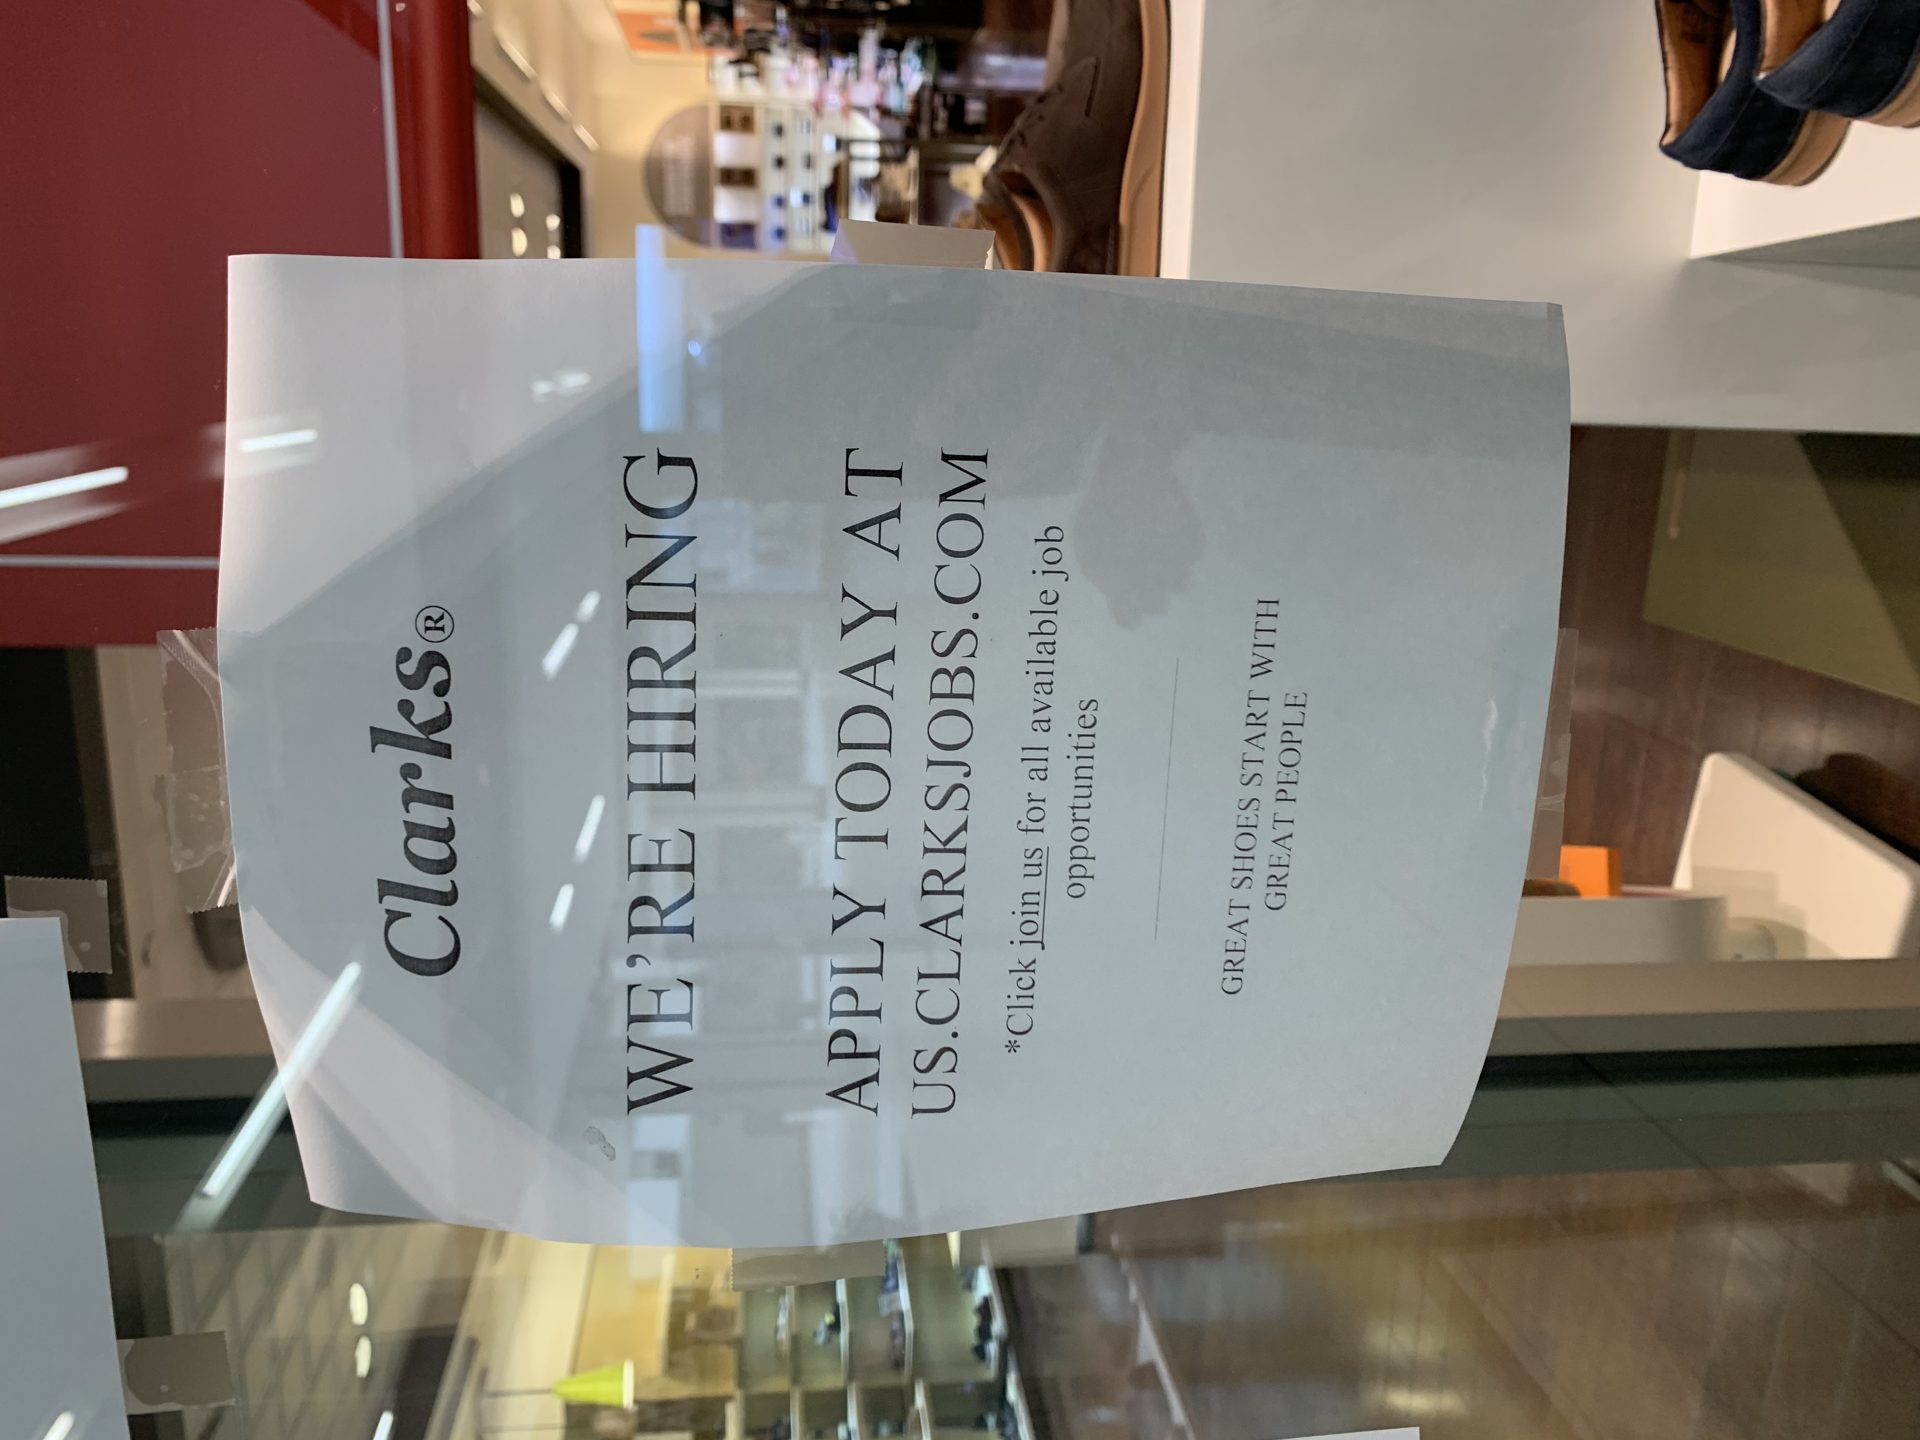 Clarks®
WE'RE HIRING
APPLY TODAY AT
US.CLARKSJOBS.COM
*Click join us for all available job
opportunities
GREAT SHOES START WITH
GREAT PEOPLE